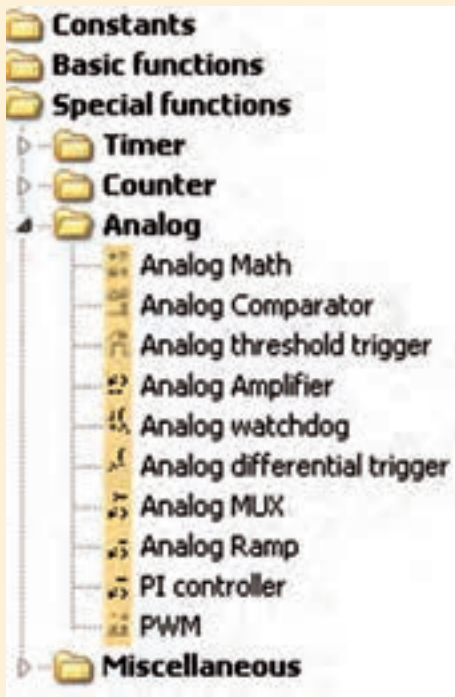 Constants
Basic functions
Special functions
Timer
Counter
Analog
Analog Math
Analog Comparator
Analog threshold trigger
Analog Amplifier
Analog watchdog
Analog differential trigger
Analog MUX
Analog Ramp
PI controller
PWM
Miscellaneous